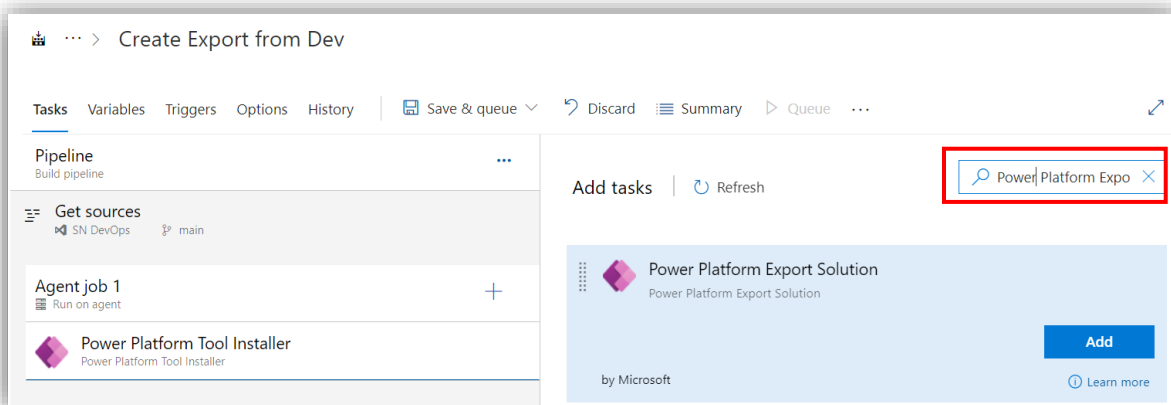 ··· > Create Export from Dev
Tasks Variables Triggers Options History Save & queue Discard Summary Queue ···
Pipeline ···
Build pipeline
Get sources
SN DevOps main
Agent job 1 +
Run on agent
Power Platform Tool Installer
Power Platform Tool Installer
Add tasks Refresh Power Platform Expo
Power Platform Export Solution
Power Platform Export Solution
Add
by Microsoft Learn more